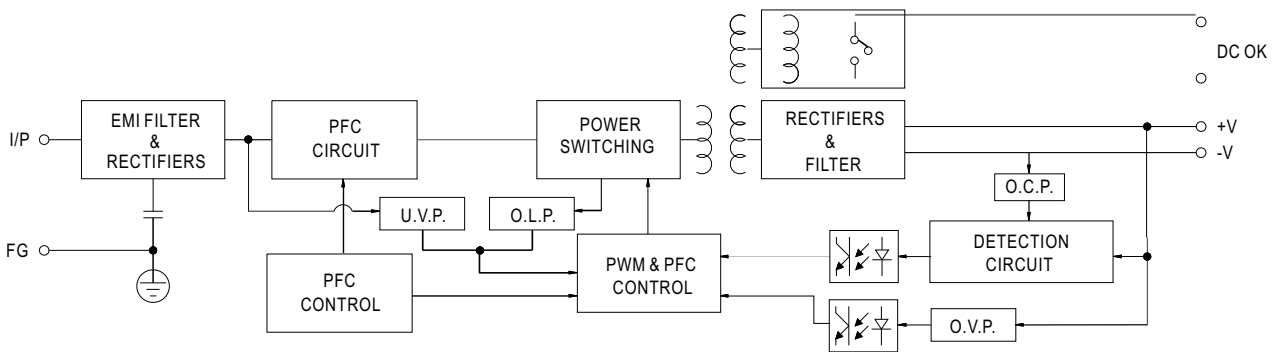 DC OK
I/P
EMI FILTER
&
RECTIFIERS
PFC
CIRCUIT
POWER
SWITCHING
RECTIFIERS
&
FILTER
+V
-V
O.C.P.
U.V.P.
O.L.P.
FG
PFC
CONTROL
PWM & PFC
CONTROL
DETECTION
CIRCUIT
O.V.P.